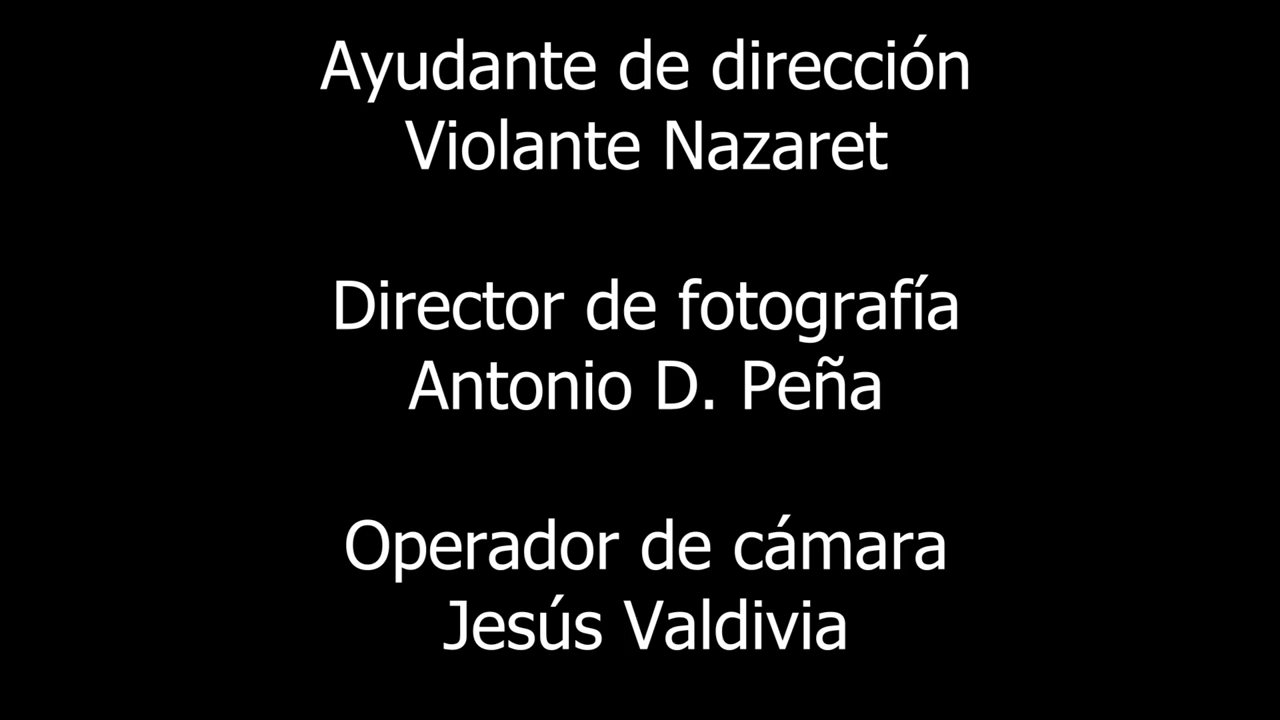 Ayudante de dirección
Violante Nazaret
Director de fotografía
Antonio D. Peña
Operador de cámara
Jesús Valdivia